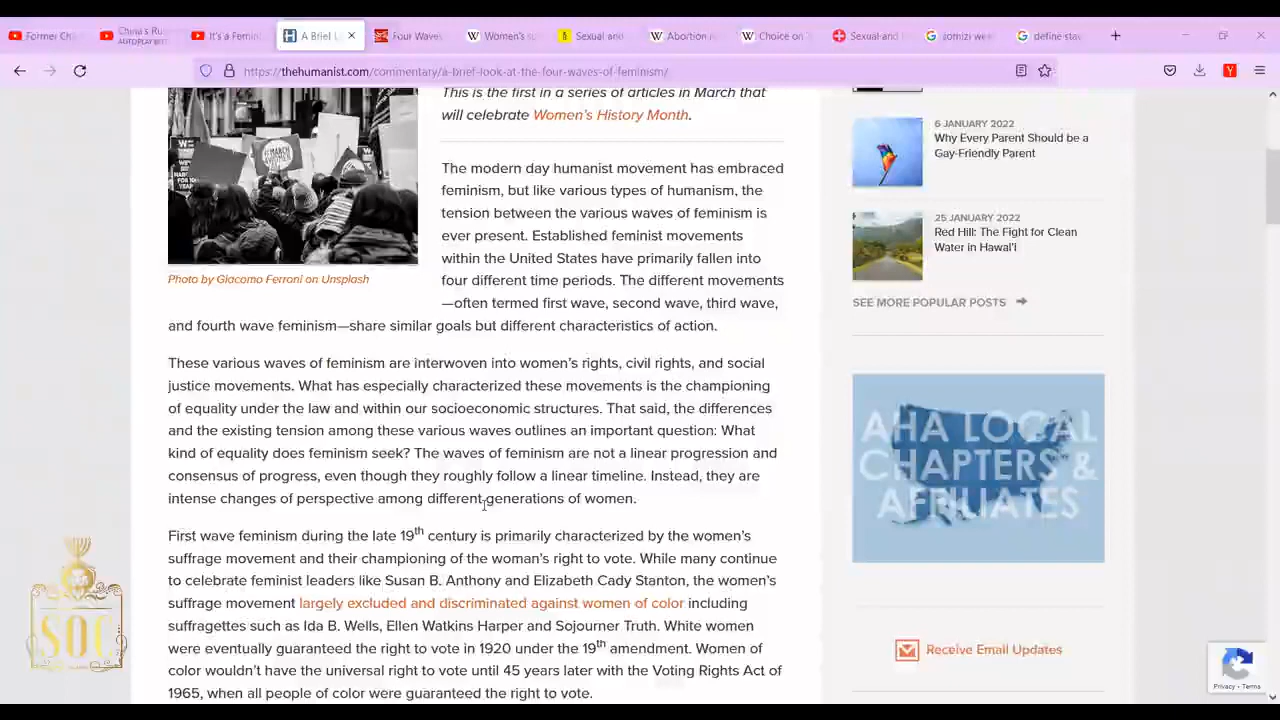 Former Ch
China's Ru
AUTOPLAY
It's a Femin
A Brief L
Four Wave
Women's s
Sexual and
Abortion
Choice on
Sexual and
somizi we
define sta
https://thehumanist.com/commentary/a-brief-look-at-the-four-waves-of-feminism/
This is the first in a series of articles in March that
will celebrate Women's History Month.
The modern day humanist movement has embraced
feminism, but like various types of humanism, the
tension between the various waves of feminism is
ever present. Established feminist movements
within the United States have primarily fallen into
four different time periods. The different movements
—often termed first wave, second wave, third wave,
and fourth wave feminism—share similar goals but different characteristics of action.
Photo by Giacomo Ferroni on Unsplash
These various waves of feminism are interwoven into women's rights, civil rights, and social
justice movements. What has especially characterized these movements is the championing
of equality under the law and within our socioeconomic structures. That said, the differences
and the existing tension among these various waves outlines an important question: What
kind of equality does feminism seek? The waves of feminism are not a linear progression and
consensus of progress, even though they roughly follow a linear timeline. Instead, they are
intense changes of perspective among different generations of women.
First wave feminism during the late 19th century is primarily characterized by the women's
suffrage movement and their championing of the woman's right to vote. While many continue
to celebrate feminist leaders like Susan B. Anthony and Elizabeth Cady Stanton, the women's
suffrage movement largely excluded and discriminated against women of color including
suffragettes such as Ida B. Wells, Ellen Watkins Harper and Sojourner Truth. White women
were eventually guaranteed the right to vote in 1920 under the 19th amendment. Women of
color wouldn't have the universal right to vote until 45 years later with the Voting Rights Act of
1965, when all people of color were guaranteed the right to vote.
6 JANUARY 2022
Why Every Parent Should be a
Gay-Friendly Parent
25 JANUARY 2022
Red Hill: The Fight for Clean
Water in Hawai'i
SEE MORE POPULAR POSTS
AHA LOCAL
CHAPTERS &
AFFILIATES
Receive Email Updates
Privacy - Terms
SOC